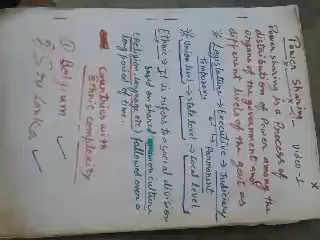 video-1
Power sharing
Power sharing is a Process of
distribution of Power among the
organs of the government and
different levels of the govt as
* Legislature → Executive → Judiciary
Temporary Permanent
* Union level → State level → Local level
Ethnic → It is refers to a social division
based on shared common culture
(religion, language etc) followed over a
long period of time.
Countries with
Ethnic complexity
① Belgium ✓
② Sri Lanka ✓